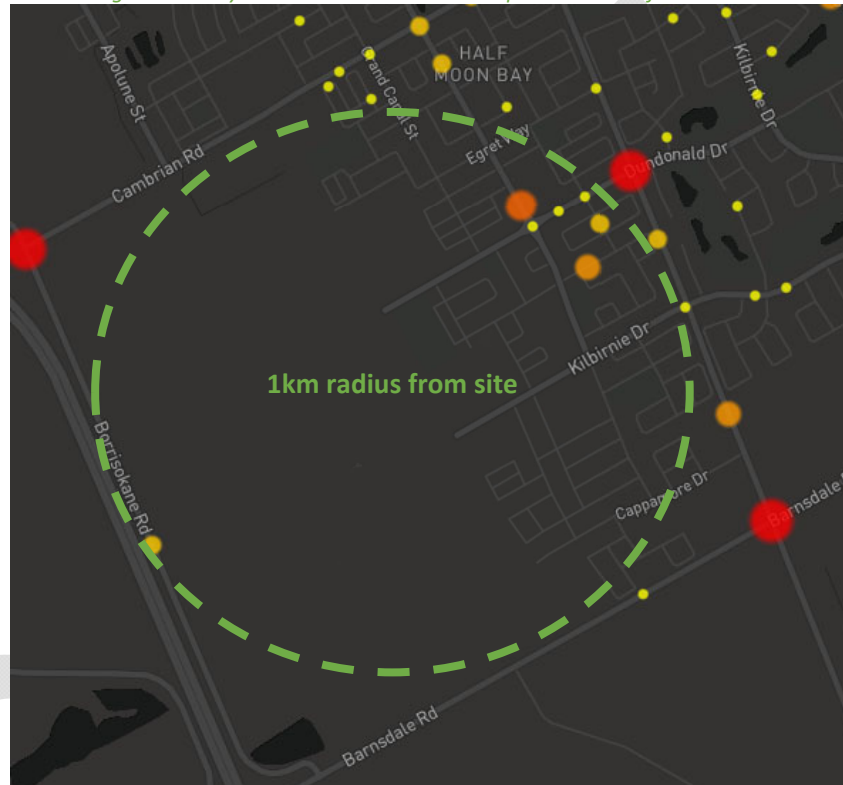 HALF
MOON BAY
Apolune St
Grand Canal St
Kilbirnie Dr
Cambrian Rd
Egret Way
Dundonald Dr
Kilbirnie Dr
1km radius from site
Borrisokane Rd
Cappamore Dr
Barnsdale
Barnsdale Rd